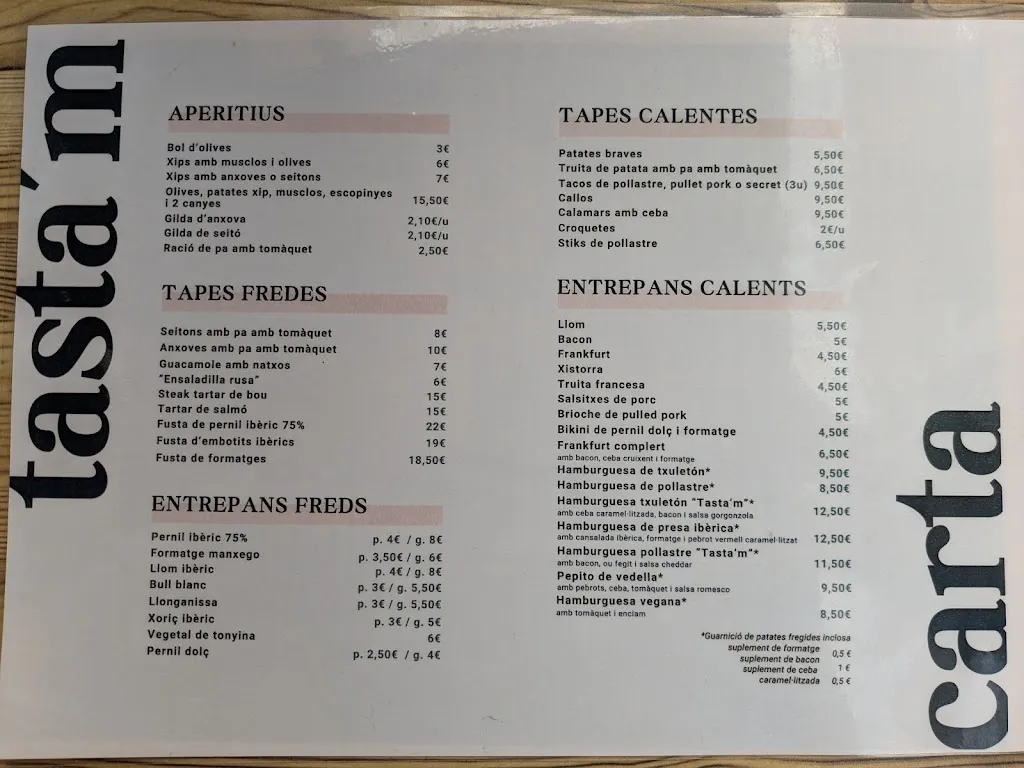 tasta'm
APERITIUS
Bol d'olives 3€
Xips amb musclos i olives 6€
Xips amb anxoves o seitons 7€
Olives, patates xip, musclos, escopinyes
i 2 canyes 15,50€
Gilda d'anxova 2,10€/u
Gilda de seitó 2,10€/u
Ració de pa amb tomàquet 2,50€
TAPES FREDES
Seitons amb pa amb tomàquet 8€
Anxoves amb pa amb tomàquet 10€
Guacamole amb natxos 7€
"Ensaladilla rusa" 6€
Steak tartar de bou 15€
Tartar de salmó 15€
Fusta de pernil ibèric 75% 22€
Fusta d'embotits ibèrics 19€
Fusta de formatges 18,50€
ENTREPANS FREDS
Pernil ibèric 75% p. 4€ / g. 8€
Formatge manxego p. 3,50€ / g. 6€
Llom ibèric p. 4€ / g. 8€
Bull blanc p. 3€ / g. 5,50€
Llonganissa p. 3€ / g. 5,50€
Xoriç ibèric p. 3€ / g. 5€
Vegetal de tonyina 6€
Pernil dolç p. 2,50€ / g. 4€
TAPES CALENTES
Patates braves 5,50€
Truita de patata amb pa amb tomàquet 6,50€
Tacos de pollastre, pullet pork o secret (3u) 9,50€
Callos 9,50€
Calamars amb ceba 9,50€
Croquetes 2€/u
Stiks de pollastre 6,50€
ENTREPANS CALENTS
Llom 5,50€
Bacon 5€
Frankfurt 4,50€
Xistorra 6€
Truita francesa 4,50€
Salsitxes de porc 5€
Brioche de pulled pork 5€
Bikini de pernil dolç i formatge 4,50€
Frankfurt complert 6,50€
amb bacon, ceba cruixent i formatge
Hamburguesa de txuletón* 9,50€
Hamburguesa de pollastre* 8,50€
Hamburguesa txuletón "Tasta'm"* 12,50€
amb ceba caramel·litzada, bacon i salsa gorgonzola
Hamburguesa de presa ibèrica* 12,50€
amb cansalada ibèrica, formatge i pebrot vermell caramel·litzat
Hamburguesa pollastre "Tasta'm"* 11,50€
amb bacon, ou fregit i salsa cheddar
Pepito de vedella* 9,50€
amb pebrots, ceba, tomàquet i salsa romesco
Hamburguesa vegana* 8,50€
amb tomàquet i enciam
*Guarnició de patates fregides inclosa
suplement de formatge 0,5 €
suplement de bacon 1 €
suplement de ceba
caramel·litzada 0,5 €
carta